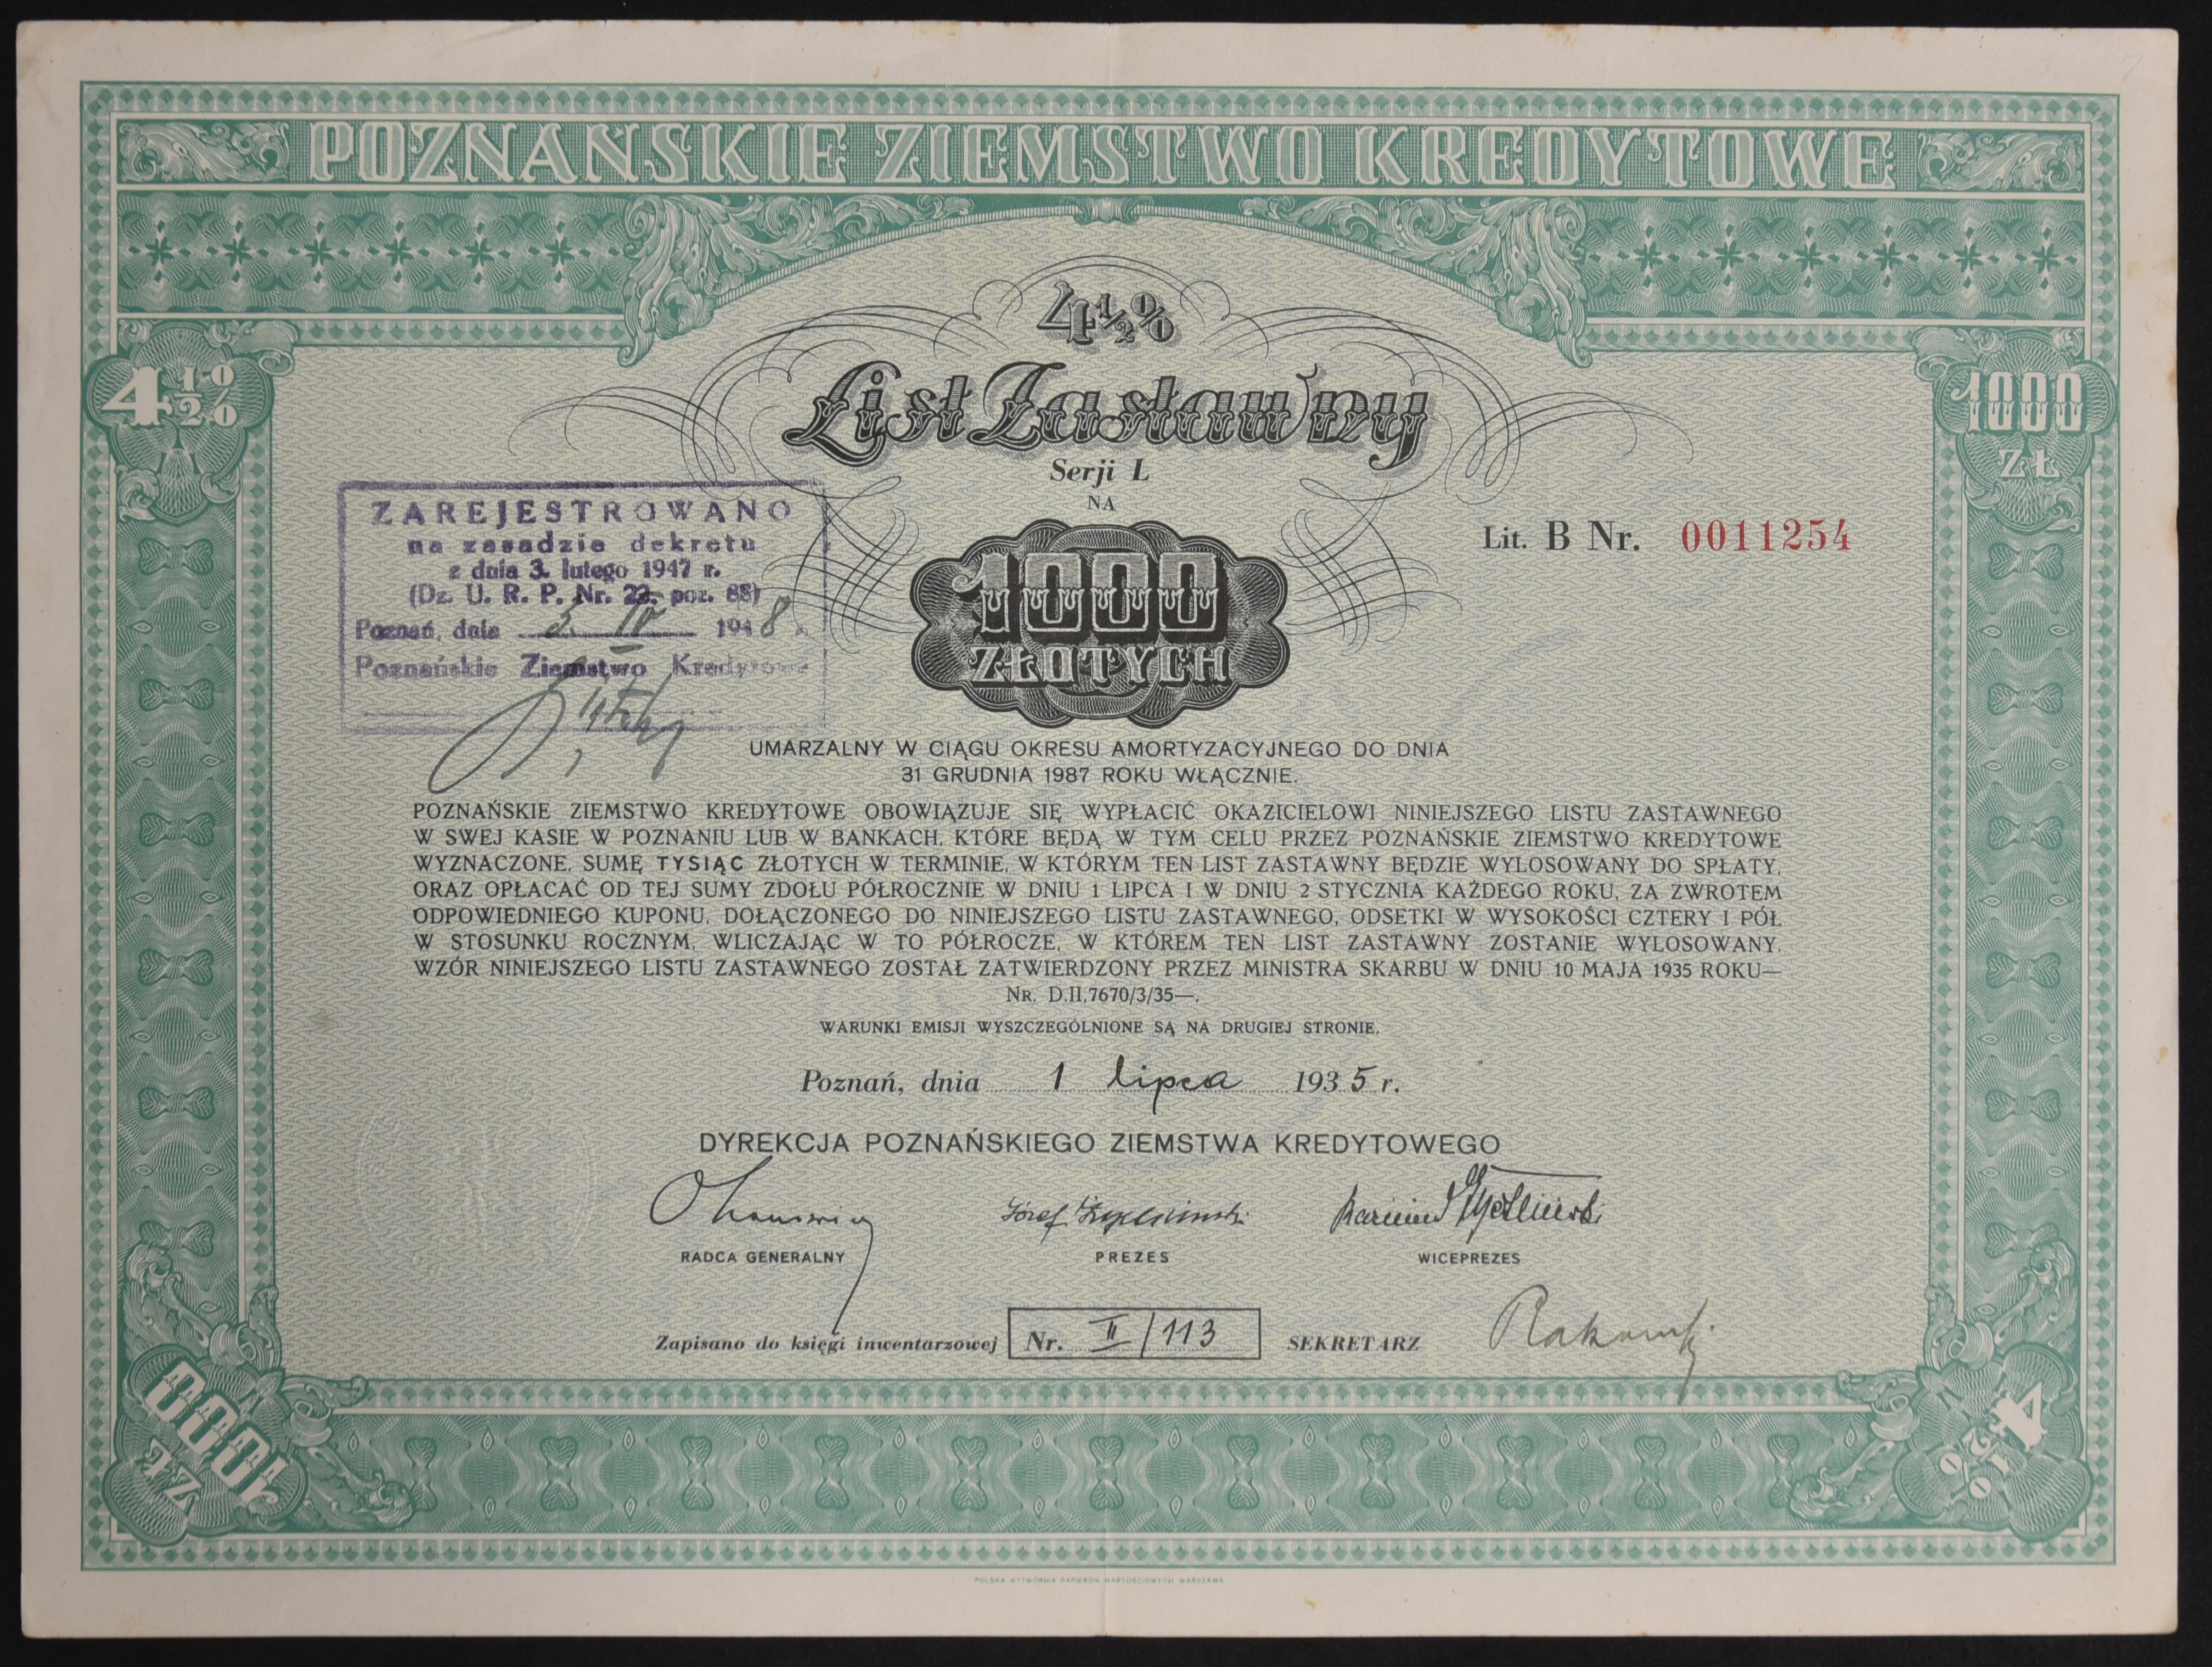 POZNAŃSKIE ZIEMSTWO KREDYTOWE
4½%
4½%
1000
ZŁ
List Zastawny
Serji L
NA
1000
ZŁOTYCH
Lit. B Nr. 0011254
ZAREJESTROWANO
na zasadzie dekretu
z dnia 3. lutego 1947 r.
(Dz. U. R. P. Nr. 22. poz. 88)
Poznań, dnia 3. IV 1948 r.
Poznańskie Ziemstwo Kredytowe
UMARZALNY W CIĄGU OKRESU AMORTYZACYJNEGO DO DNIA
31 GRUDNIA 1987 ROKU WŁĄCZNIE.
POZNAŃSKIE ZIEMSTWO KREDYTOWE OBOWIĄZUJE SIĘ WYPŁACIĆ OKAZICIELOWI NINIEJSZEGO LISTU ZASTAWNEGO
W SWEJ KASIE W POZNANIU LUB W BANKACH, KTÓRE BĘDĄ W TYM CELU PRZEZ POZNAŃSKIE ZIEMSTWO KREDYTOWE
WYZNACZONE, SUMĘ TYSIĄC ZŁOTYCH W TERMINIE, W KTÓRYM TEN LIST ZASTAWNY BĘDZIE WYLOSOWANY DO SPŁATY,
ORAZ OPŁACAĆ OD TEJ SUMY ZDOŁU PÓŁROCZNIE W DNIU 1 LIPCA I W DNIU 2 STYCZNIA KAŻDEGO ROKU, ZA ZWROTEM
ODPOWIEDNIEGO KUPONU, DOŁĄCZONEGO DO NINIEJSZEGO LISTU ZASTAWNEGO, ODSETKI W WYSOKOŚCI CZTERY I PÓŁ
W STOSUNKU ROCZNYM, WLICZAJĄC W TO PÓŁROCZE, W KTÓREM TEN LIST ZASTAWNY ZOSTANIE WYLOSOWANY.
WZÓR NINIEJSZEGO LISTU ZASTAWNEGO ZOSTAŁ ZATWIERDZONY PRZEZ MINISTRA SKARBU W DNIU 10 MAJA 1935 ROKU—
NR. D.II.7670/3/35—.
WARUNKI EMISJI WYSZCZEGÓLNIONE SĄ NA DRUGIEJ STRONIE.
Poznań, dnia 1 lipca 1935 r.
DYREKCJA POZNAŃSKIEGO ZIEMSTWA KREDYTOWEGO
Józef
RADCA GENERALNY PREZES WICEPREZES
Zapisano do księgi inwentarzowej Nr. II/113 SEKRETARZ
1000
ZŁ
4½%
POLSKA WYTWÓRNIA PAPIERÓW WARTOŚCIOWYCH WARSZAWA